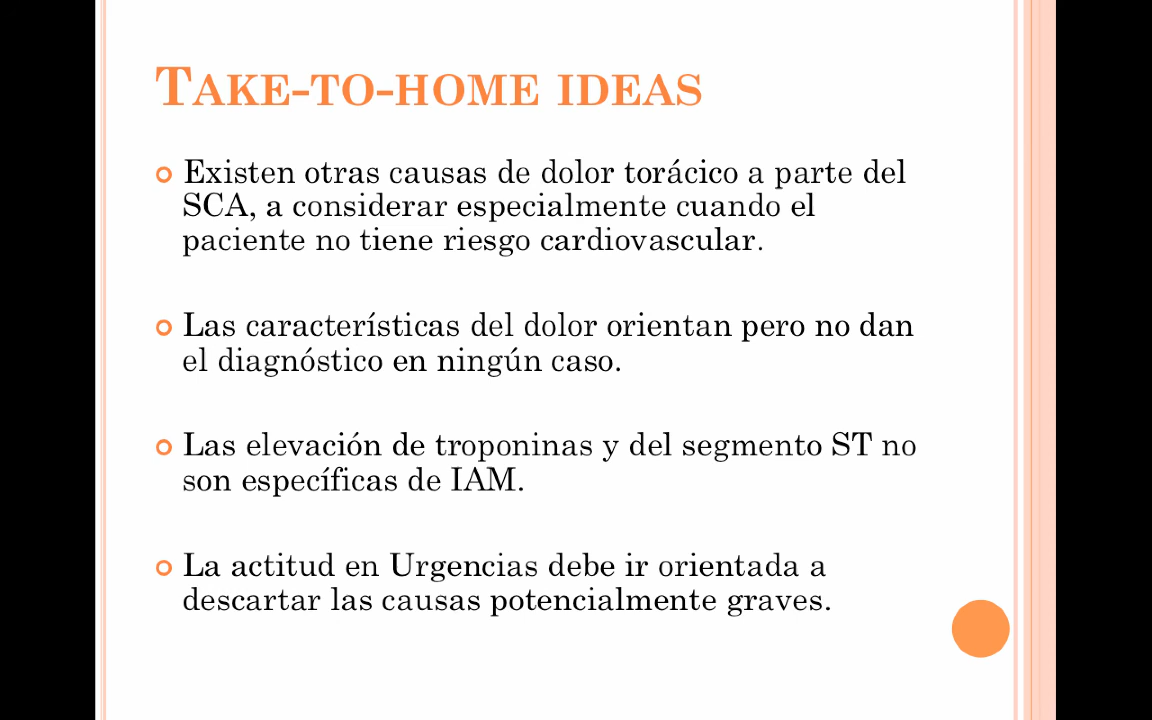 TAKE-TO-HOME IDEAS
Existen otras causas de dolor torácico a parte del
SCA, a considerar especialmente cuando el
paciente no tiene riesgo cardiovascular.
Las características del dolor orientan pero no dan
el diagnóstico en ningún caso.
Las elevación de troponinas y del segmento ST no
son específicas de IAM.
La actitud en Urgencias debe ir orientada a
descartar las causas potencialmente graves.